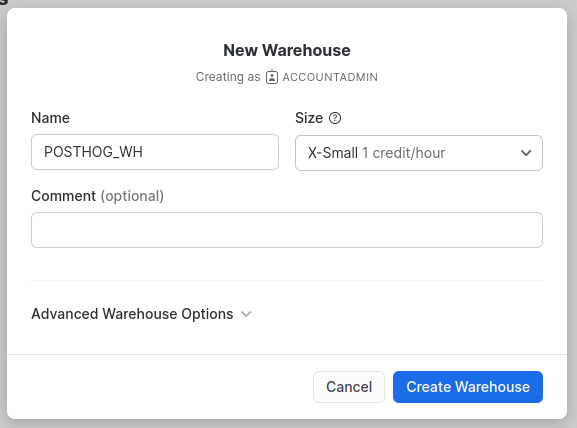 New Warehouse
Creating as ACCOUNTADMIN
Name
Size
POSTHOG_WH
X-Small 1 credit/hour
Comment (optional)
Advanced Warehouse Options
Cancel
Create Warehouse